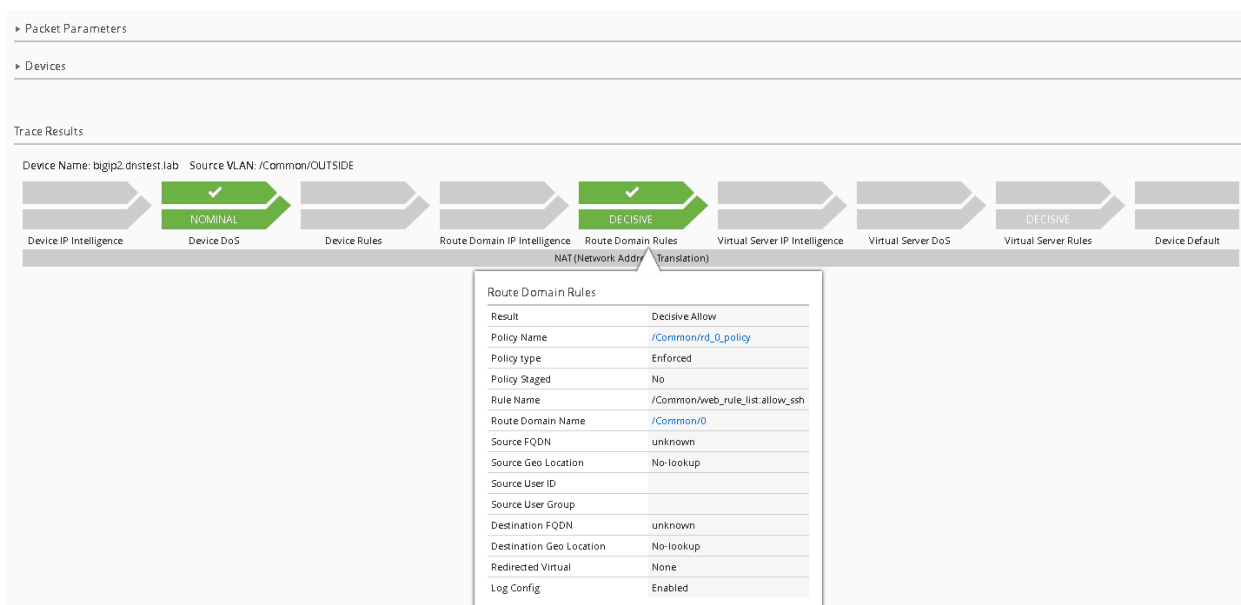 Packet Parameters
Devices
Trace Results
Device Name: bigip2.dnstest.lab Source VLAN: /Common/OUTSIDE
NOMINAL DECISIVE DECISIVE
Device IP Intelligence Device DoS Device Rules Route Domain IP Intelligence Route Domain Rules Virtual Server IP Intelligence Virtual Server DoS Virtual Server Rules Device Default
NAT (Network Addre Translation)
Route Domain Rules
Result Decisive Allow
Policy Name /Common/rd_0_policy
Policy type Enforced
Policy Staged No
Rule Name /Common/web_rule_list:allow_ssh
Route Domain Name /Common/0
Source FQDN unknown
Source Geo Location No-lookup
Source User ID
Source User Group
Destination FQDN unknown
Destination Geo Location No-lookup
Redirected Virtual None
Log Config Enabled